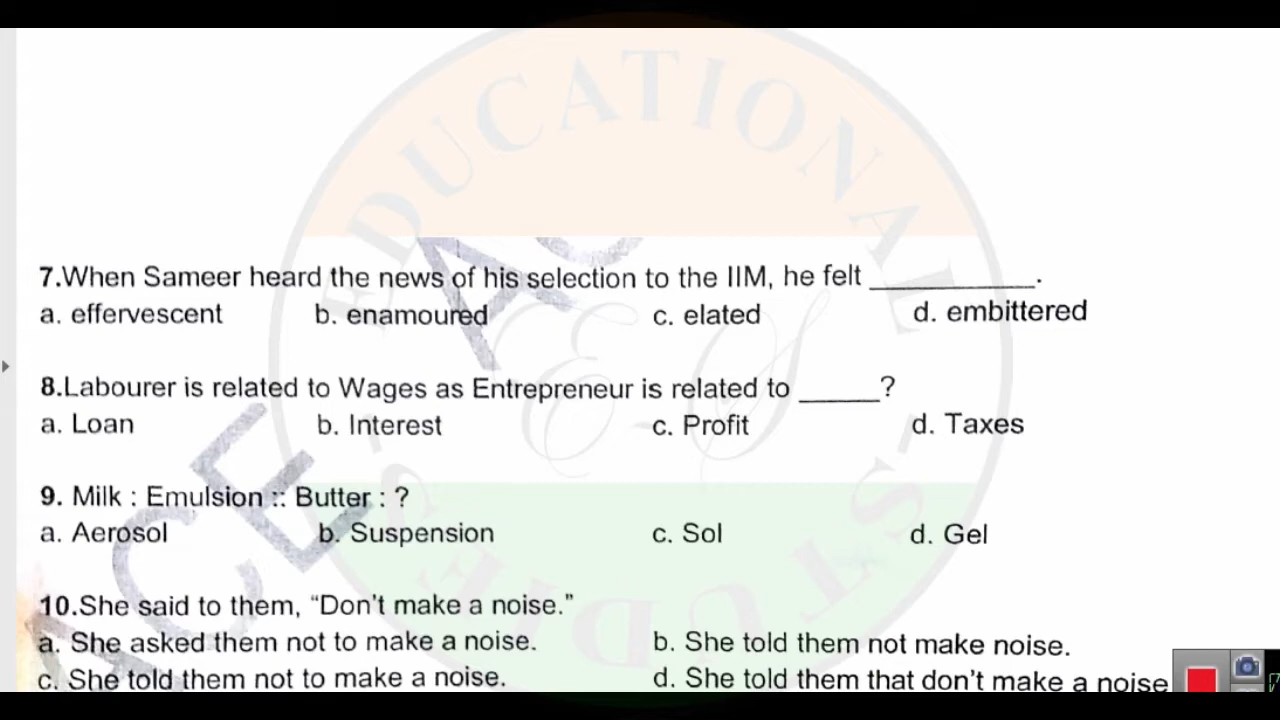 EDUCATIONAL
7.When Sameer heard the news of his selection to the IIM, he felt ___________.
a. effervescent b. enamoured c. elated d. embittered
8.Labourer is related to Wages as Entrepreneur is related to _____?
a. Loan b. Interest c. Profit d. Taxes
9. Milk : Emulsion :: Butter : ?
a. Aerosol b. Suspension c. Sol d. Gel
10.She said to them, “Don't make a noise.”
a. She asked them not to make a noise. b. She told them not make noise.
c. She told them not to make a noise. d. She told them that don't make a noise
ACE
E S
STUDIES